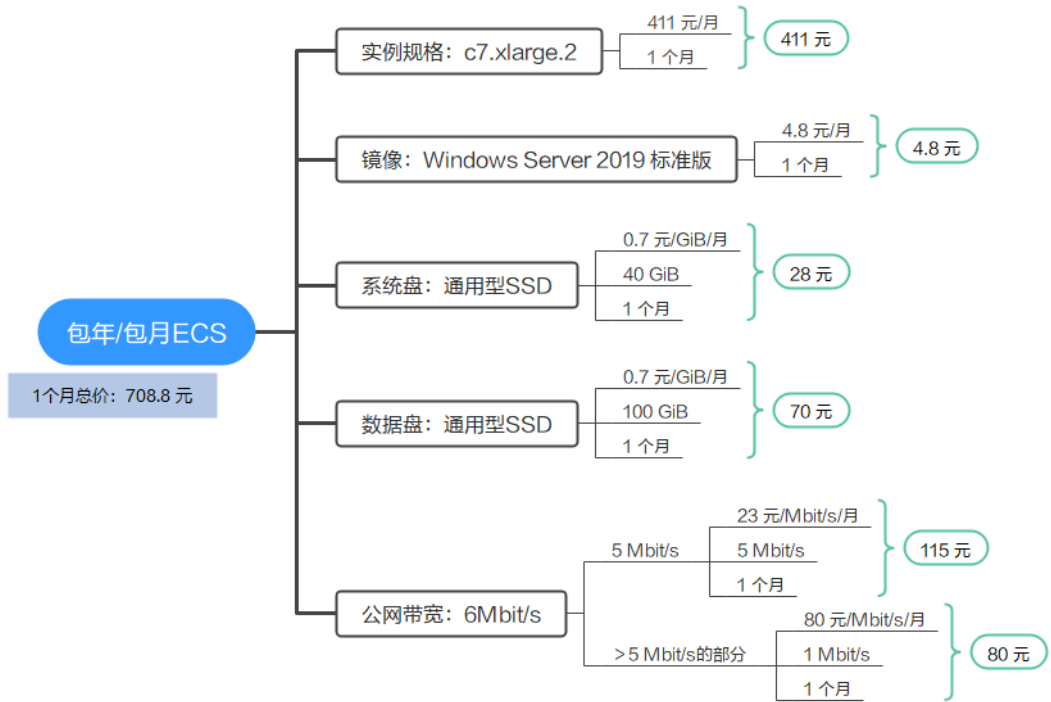 包年/包月ECS
1个月总价：708.8 元
实例规格：c7.xlarge.2
411 元/月
1 个月
411 元
镜像：Windows Server 2019 标准版
4.8 元/月
1 个月
4.8 元
系统盘：通用型SSD
0.7 元/GiB/月
40 GiB
1 个月
28 元
数据盘：通用型SSD
0.7 元/GiB/月
100 GiB
1 个月
70 元
公网带宽：6Mbit/s
5 Mbit/s
23 元/Mbit/s/月
5 Mbit/s
1 个月
115 元
＞5 Mbit/s的部分
80 元/Mbit/s/月
1 Mbit/s
1 个月
80 元